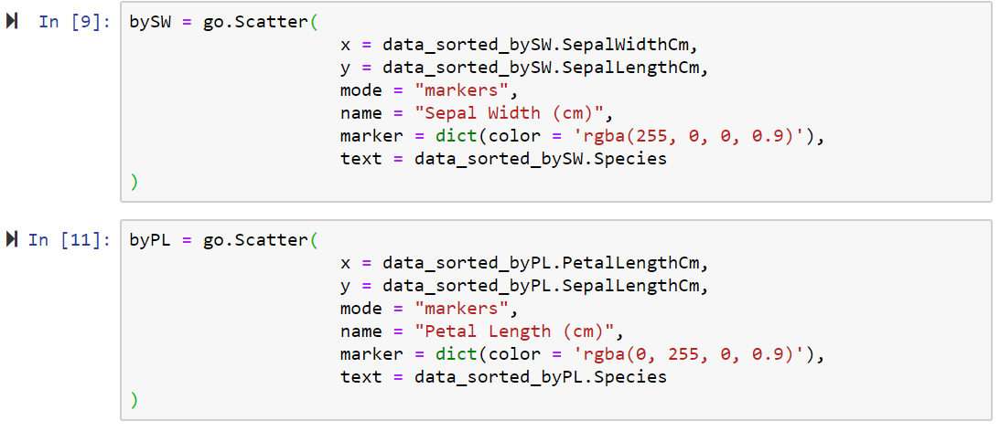 In [9]: bySW = go.Scatter(
x = data_sorted_bySW.SepalWidthCm,
y = data_sorted_bySW.SepalLengthCm,
mode = "markers",
name = "Sepal Width (cm)",
marker = dict(color = 'rgba(255, 0, 0, 0.9)'),
text = data_sorted_bySW.Species
)
In [11]: byPL = go.Scatter(
x = data_sorted_byPL.PetalLengthCm,
y = data_sorted_byPL.SepalLengthCm,
mode = "markers",
name = "Petal Length (cm)",
marker = dict(color = 'rgba(0, 255, 0, 0.9)'),
text = data_sorted_byPL.Species
)